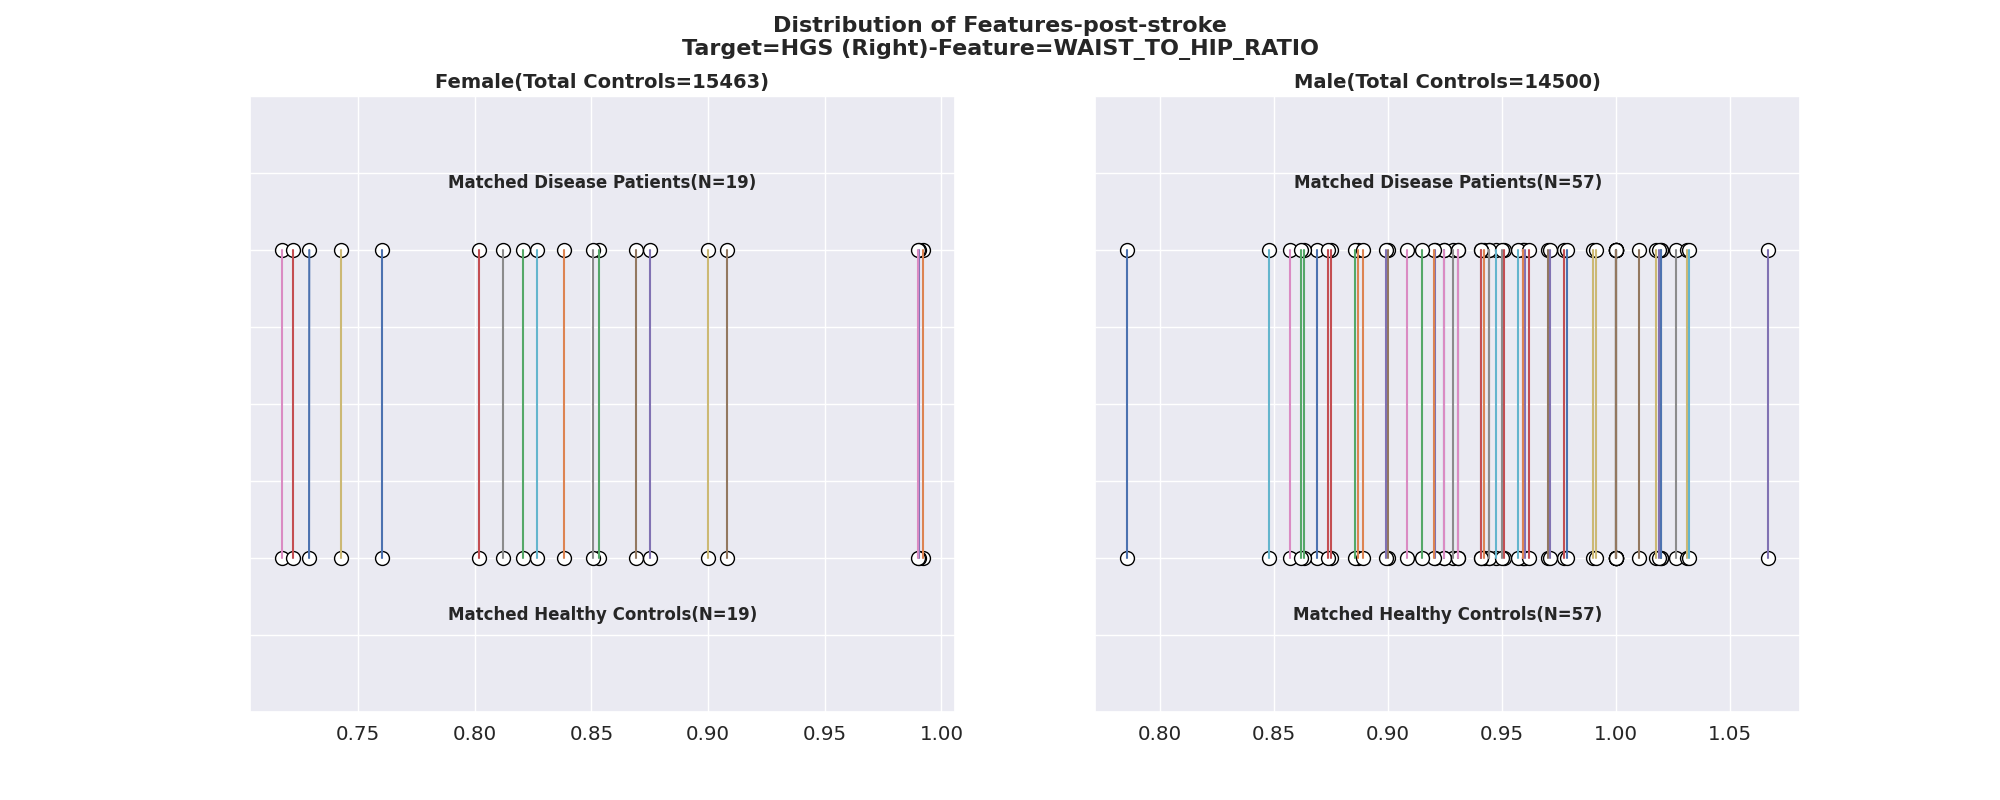 Distribution of Features-post-stroke
Target=HGS (Right)-Feature=WAIST_TO_HIP_RATIO
Female(Total Controls=15463)
Matched Disease Patients(N=19)
Matched Healthy Controls(N=19)
0.75 0.80 0.85 0.90 0.95 1.00
Male(Total Controls=14500)
Matched Disease Patients(N=57)
Matched Healthy Controls(N=57)
0.80 0.85 0.90 0.95 1.00 1.05